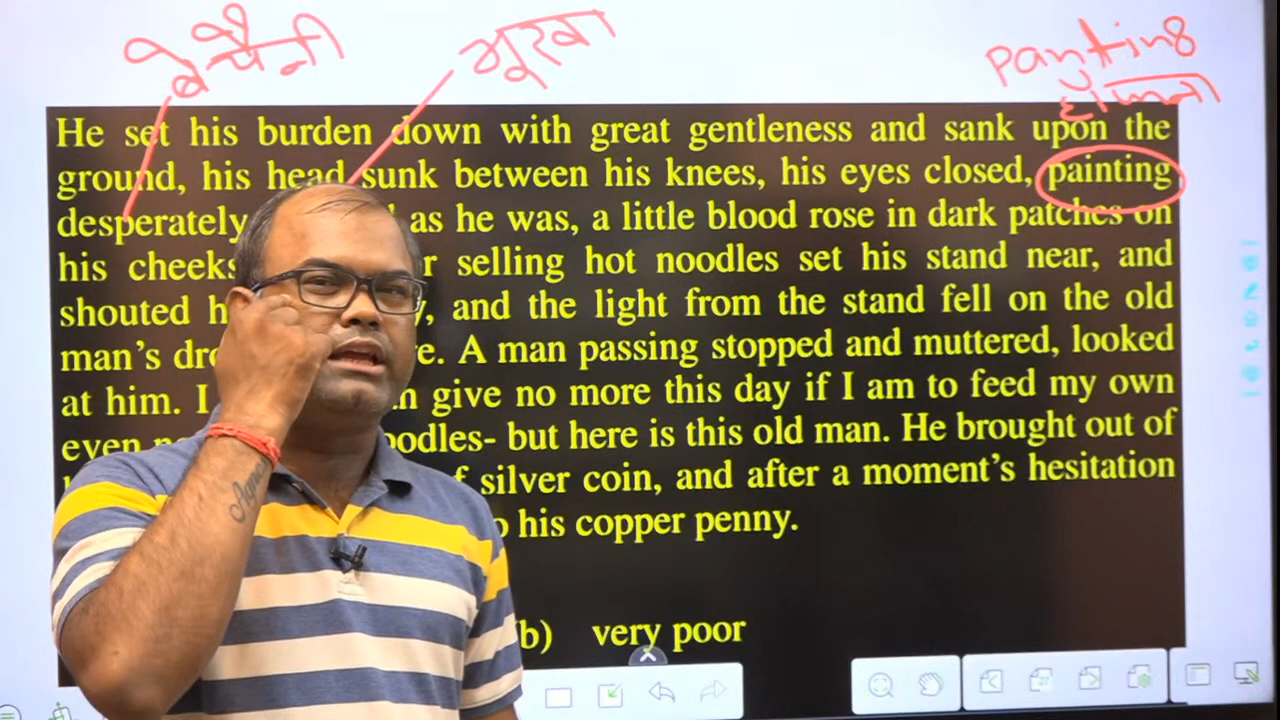 बेचैनी भूखा panting
हांफना
He set his burden down with great gentleness and sank upon the
ground, his head sunk between his knees, his eyes closed, painting
desperately as he was, a little blood rose in dark patches on
his cheeks selling hot noodles set his stand near, and
shouted and the light from the stand fell on the old
man's A man passing stopped and muttered, looked
at him. I give no more this day if I am to feed my own
even but here is this old man. He brought out of
silver coin, and after a moment's hesitation
his copper penny.
b) very poor